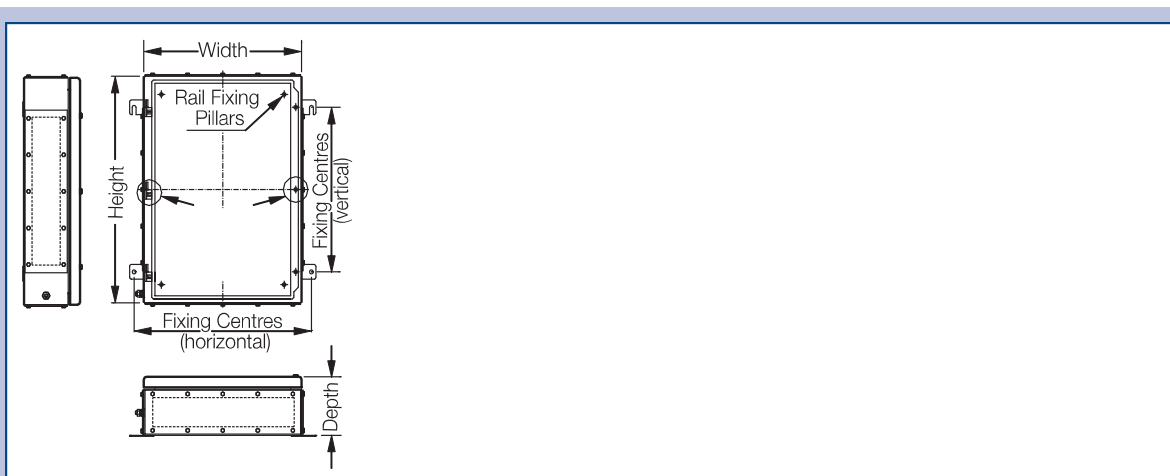 Width
Rail Fixing
Pillars
Height
Fixing Centres
(vertical)
Fixing Centres
(horizontal)
Depth